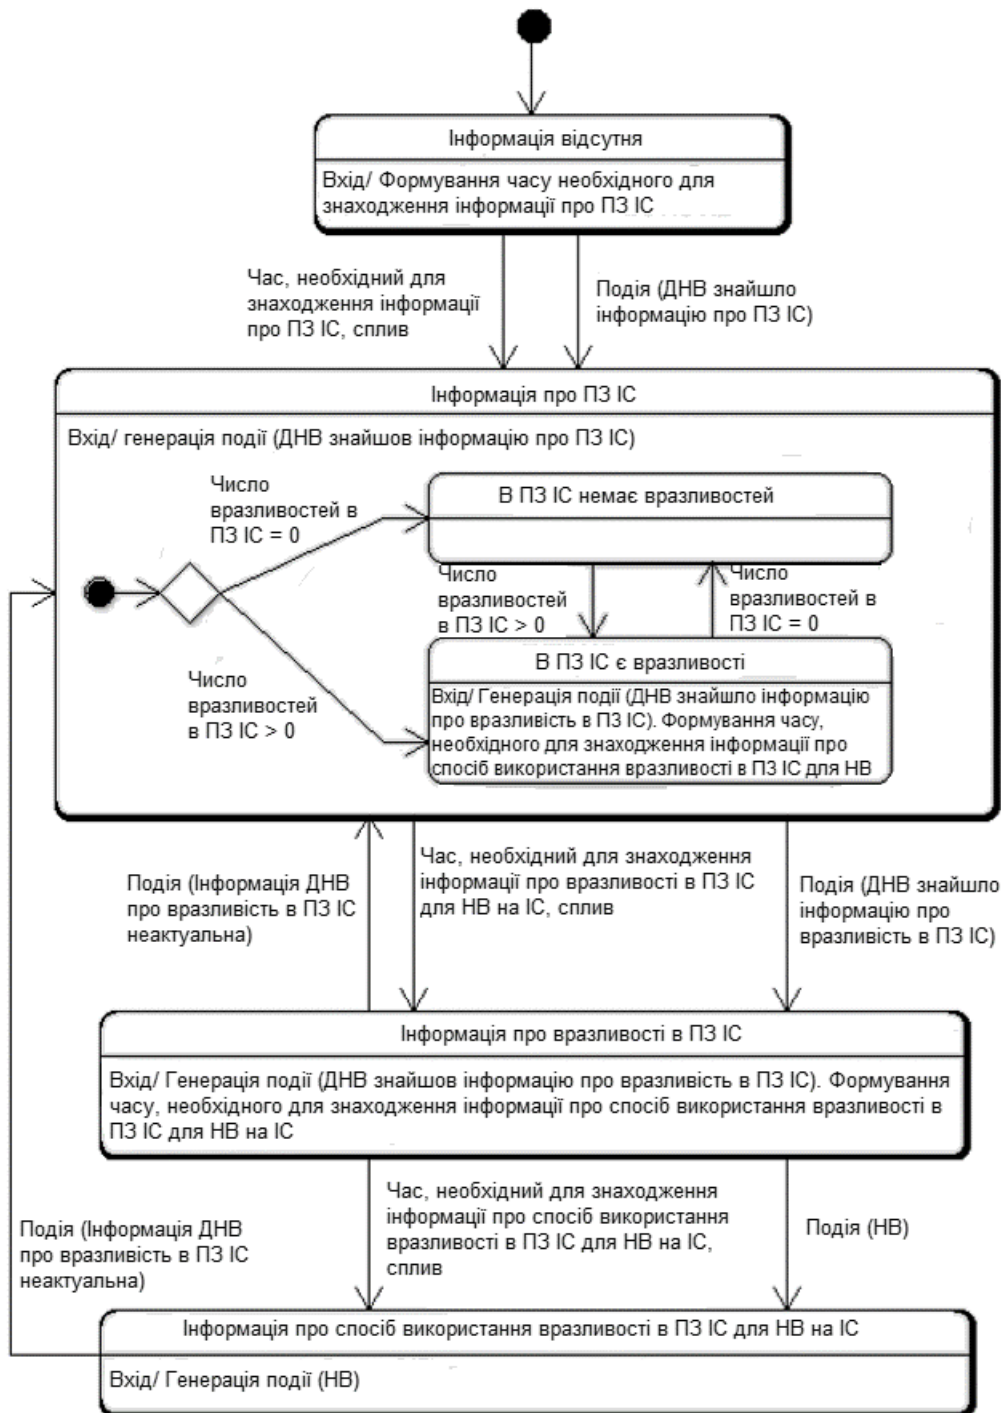 Інформація відсутня
Вхід/ Формування часу необхідного для
знаходження інформації про ПЗ ІС
Час, необхідний для
знаходження інформації
про ПЗ ІС, сплив
Подія (ДНВ знайшло
інформацію про ПЗ ІС)
Інформація про ПЗ ІС
Вхід/ генерація події (ДНВ знайшов інформацію про ПЗ ІС)
Число
вразливостей в
ПЗ ІС = 0
В ПЗ ІС немає вразливостей
Число
вразливостей
в ПЗ ІС > 0
Число
вразливостей в
ПЗ ІС = 0
Число
вразливостей
в ПЗ ІС > 0
В ПЗ ІС є вразливості
Вхід/ Генерація події (ДНВ знайшло інформацію
про вразливість в ПЗ ІС). Формування часу,
необхідного для знаходження інформації про
спосіб використання вразливості в ПЗ ІС для НВ
Подія (Інформація ДНВ
про вразливість в ПЗ ІС
неактуальна)
Час, необхідний для знаходження
інформації про вразливості в ПЗ ІС
для НВ на ІС, сплив
Подія (ДНВ знайшло
інформацію про
вразливість в ПЗ ІС)
Інформація про вразливості в ПЗ ІС
Вхід/ Генерація події (ДНВ знайшов інформацію про вразливість в ПЗ ІС). Формування
часу, необхідного для знаходження інформації про спосіб використання вразливості в
ПЗ ІС для НВ на ІС
Подія (Інформація ДНВ
про вразливість в ПЗ ІС
неактуальна)
Час, необхідний для знаходження
інформації про спосіб використання
вразливості в ПЗ ІС для НВ на ІС,
сплив
Подія (НВ)
Інформація про спосіб використання вразливості в ПЗ ІС для НВ на ІС
Вхід/ Генерація події (НВ)